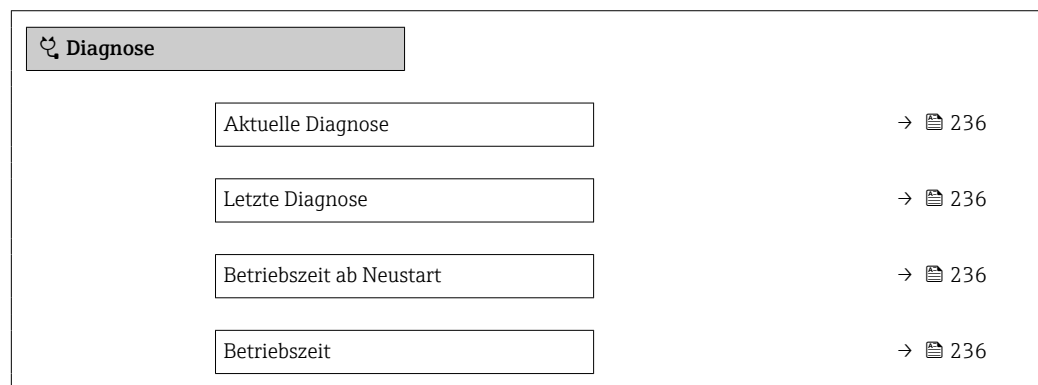 Diagnose
Aktuelle Diagnose → 236
Letzte Diagnose → 236
Betriebszeit ab Neustart → 236
Betriebszeit → 236